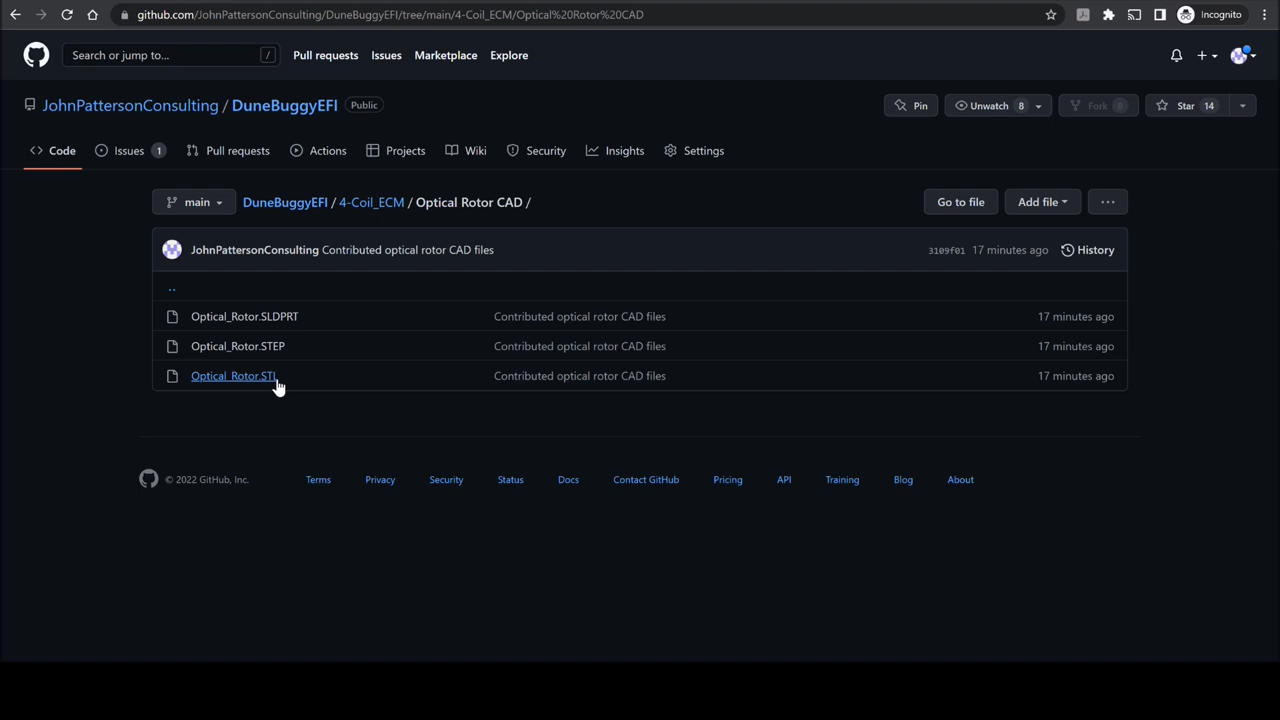 github.com/JohnPattersonConsulting/DuneBuggyEFI/tree/main/4-Coil_ECM/Optical%20Rotor%20CAD
Incognito
Search or jump to... /
Pull requests Issues Marketplace Explore
JohnPattersonConsulting / DuneBuggyEFI Public
Pin Unwatch 8 Fork 0 Star 14
Code Issues 1 Pull requests Actions Projects Wiki Security Insights Settings
main DuneBuggyEFI / 4-Coil_ECM / Optical Rotor CAD /
Go to file Add file ...
JohnPattersonConsulting Contributed optical rotor CAD files 3109f01 17 minutes ago History
..
Optical_Rotor.SLDPRT Contributed optical rotor CAD files 17 minutes ago
Optical_Rotor.STEP Contributed optical rotor CAD files 17 minutes ago
Optical_Rotor.STL Contributed optical rotor CAD files 17 minutes ago
© 2022 GitHub, Inc. Terms Privacy Security Status Docs Contact GitHub Pricing API Training Blog About